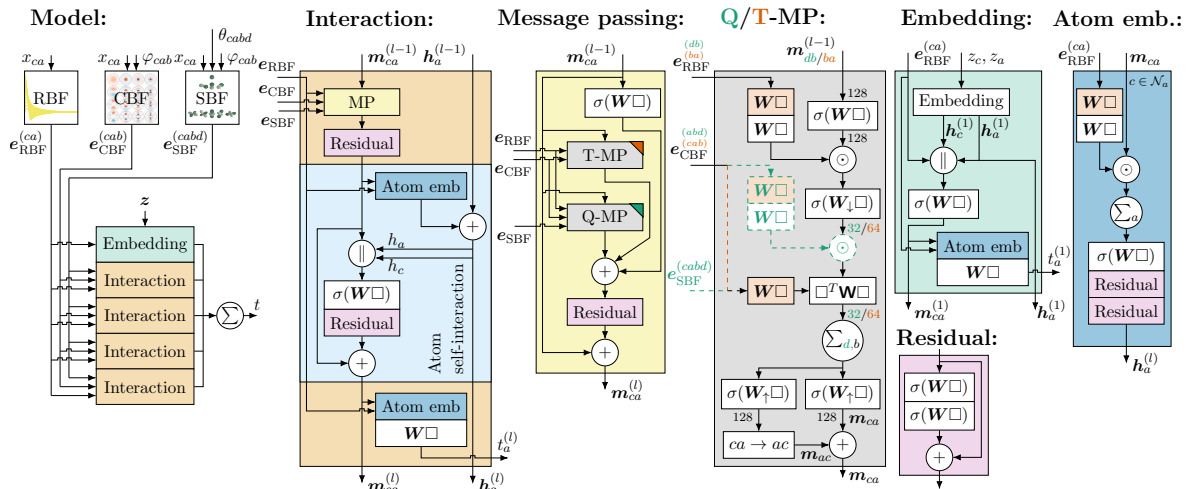 Model:
θ_cabd
x_ca
x_ca φ_cab
x_ca φ_cab
RBF
CBF
SBF
e_RBF^(ca)
e_CBF^(cab)
e_SBF^(cabd)
z
Embedding
Interaction
Interaction
Interaction
Interaction
∑
t
Interaction:
m_ca^(l−1)
h_a^(l−1)
e_RBF
e_CBF
e_SBF
MP
Residual
Atom emb
+
h_a
h_c
||
σ(W□)
Residual
+
Atom
self-interaction
Atom emb
W□
t_a^(l)
m_ca^(l)
h_a^(l)
Message passing:
m_ca^(l−1)
σ(W□)
e_RBF
e_CBF
T-MP
Q-MP
e_SBF
+
Residual
+
m_ca^(l)
Q/T-MP:
m_db/ba^(l−1)
e_RBF^(db)(ba)
128
W□
W□
σ(W□)
128
⊙
e_CBF^(abd)(cab)
W□
W□
σ(W↓□)
32/64
⊙
e_SBF^(cabd)
W□
□^T W□
32/64
∑_d,b
σ(W↑□)
σ(W↑□)
128
128
m_ca
ca → ac
m_ac
+
m_ca
Embedding:
e_RBF^(ca)
z_c, z_a
Embedding
h_c^(1)
h_a^(1)
||
σ(W□)
Atom emb
W□
t_a^(1)
m_ca^(1)
h_a^(1)
Residual:
σ(W□)
σ(W□)
+
Atom emb.:
e_RBF^(ca)
m_ca
c ∈ N_a
W□
W□
⊙
∑_a
σ(W□)
Residual
Residual
h_a^(l)